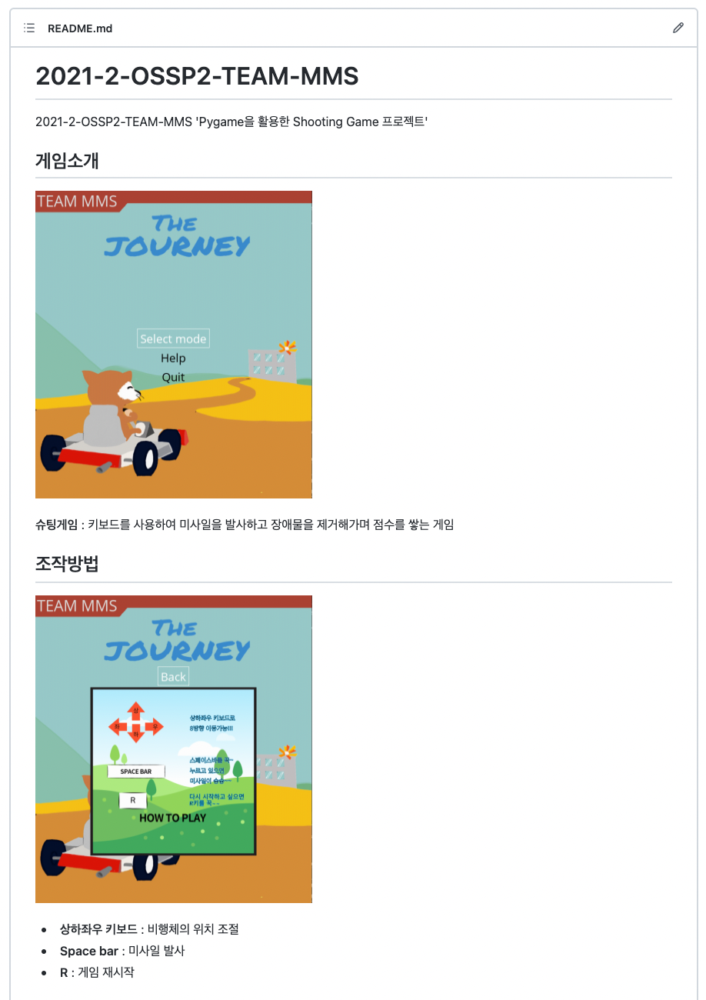 README.md
2021-2-OSSP2-TEAM-MMS
2021-2-OSSP2-TEAM-MMS 'Pygame을 활용한 Shooting Game 프로젝트'
게임소개
TEAM MMS
THE
JOURNEY
Select mode
Help
Quit
슈팅게임 : 키보드를 사용하여 미사일을 발사하고 장애물을 제거해가며 점수를 쌓는 게임
조작방법
TEAM MMS
THE
JOURNEY
Back
상
좌 우
하
상하좌우 키보드로
8방향 이동가능!!!
스페이스바를 꾹~
누르고 있으면
미사일이 슝슝~~
SPACE BAR
다시 시작하고 싶으면
R키를 꾹~~
R
HOW TO PLAY
상하좌우 키보드 : 비행체의 위치 조절
Space bar : 미사일 발사
R : 게임 재시작